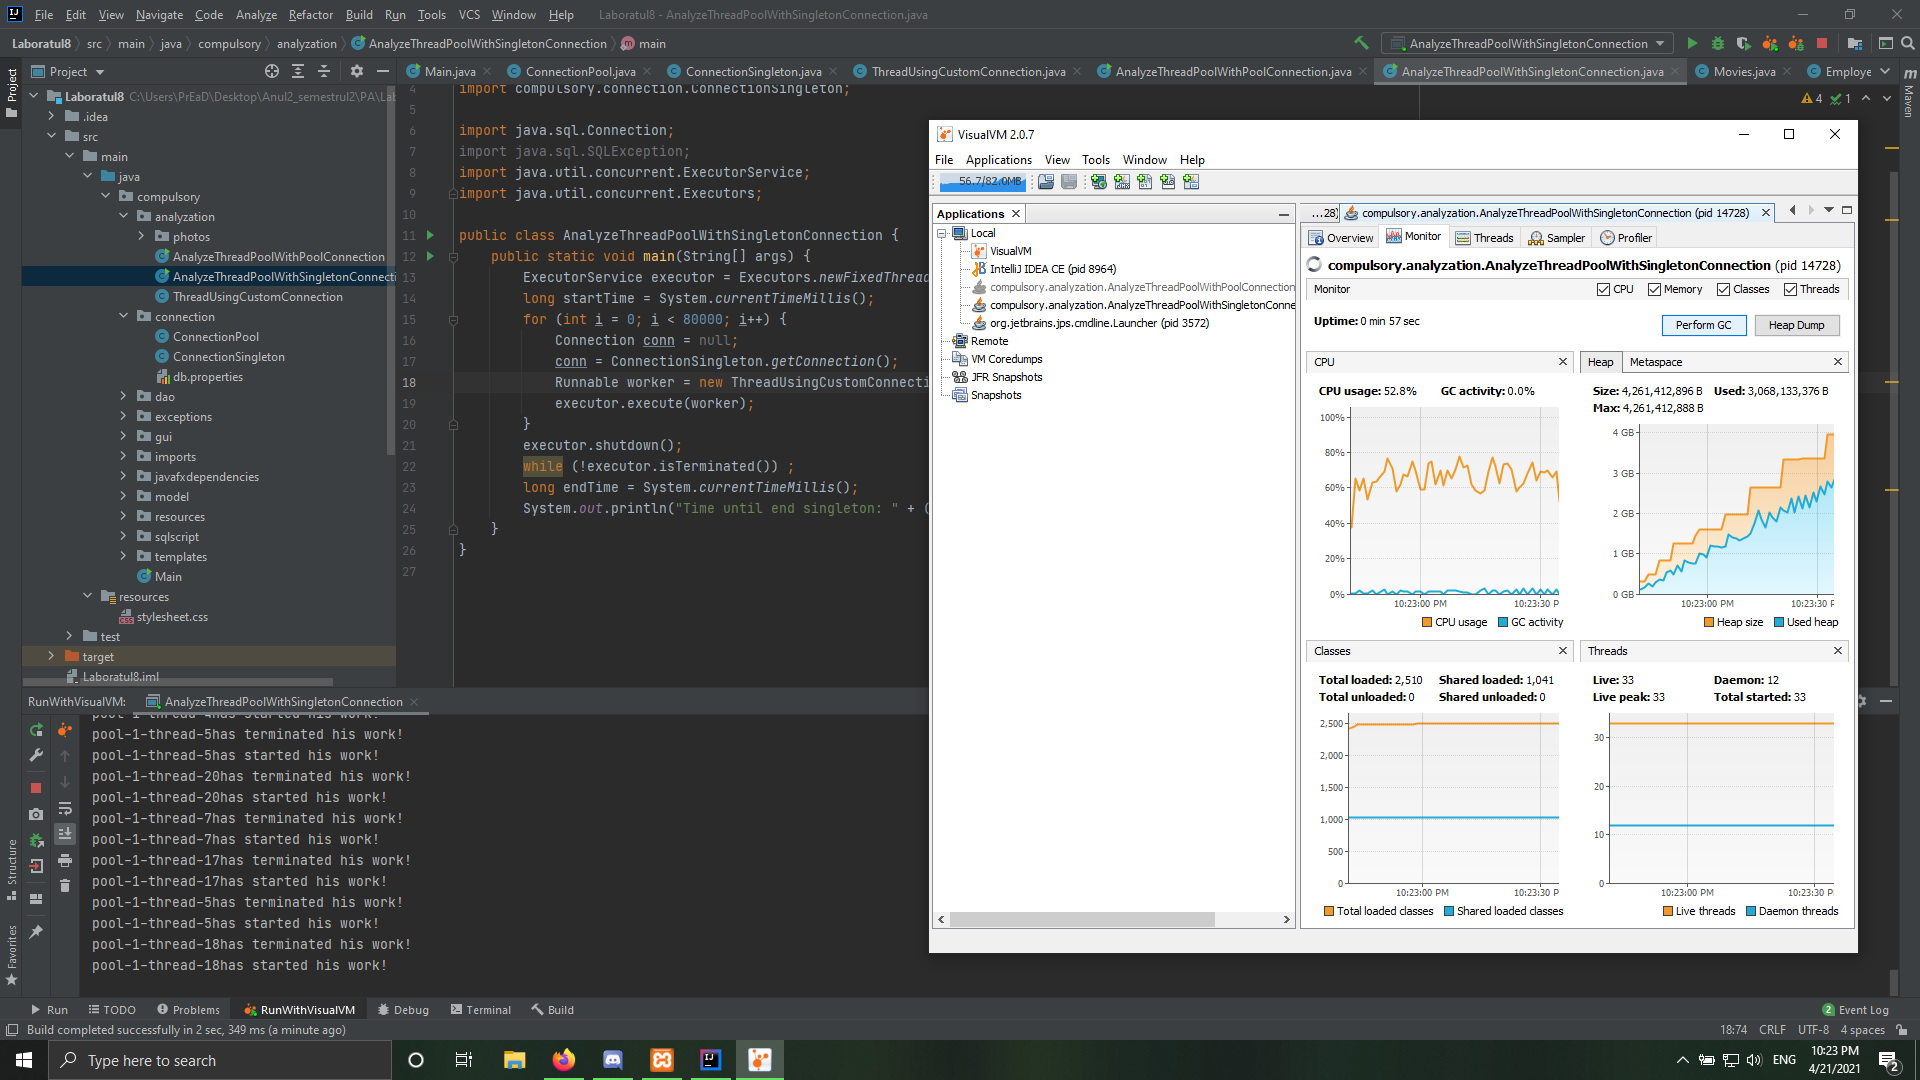 File Edit View Navigate Code Analyze Refactor Build Run Tools VCS Window Help Laboratul8 - AnalyzeThreadPoolWithSingletonConnection.java
Laboratul8 src main java compulsory analyzation AnalyzeThreadPoolWithSingletonConnection main
AnalyzeThreadPoolWithSingletonConnection
Project
Main.java ConnectionPool.java ConnectionSingleton.java ThreadUsingCustomConnection.java AnalyzeThreadPoolWithPoolConnection.java AnalyzeThreadPoolWithSingletonConnection.java Movies.java Employe
Project
Maven
Structure
Favorites
Laboratul8 C:\Users\PrEaD\Desktop\Anul2_semestrul2\PA\La
.idea
src
main
java
compulsory
analyzation
photos
AnalyzeThreadPoolWithPoolConnection
AnalyzeThreadPoolWithSingletonConnecti
ThreadUsingCustomConnection
connection
ConnectionPool
ConnectionSingleton
db.properties
dao
exceptions
gui
imports
javafxdependencies
model
resources
sqlscript
templates
Main
resources
stylesheet.css
test
target
Laboratul8.iml
4 1
4 import compulsory.connection.ConnectionSingleton;
5
6 import java.sql.Connection;
7 import java.sql.SQLException;
8 import java.util.concurrent.ExecutorService;
9 import java.util.concurrent.Executors;
10
11 public class AnalyzeThreadPoolWithSingletonConnection {
12 public static void main(String[] args) {
13 ExecutorService executor = Executors.newFixedThread
14 long startTime = System.currentTimeMillis();
15 for (int i = 0; i < 80000; i++) {
16 Connection conn = null;
17 conn = ConnectionSingleton.getConnection();
18 Runnable worker = new ThreadUsingCustomConnecti
19 executor.execute(worker);
20 }
21 executor.shutdown();
22 while (!executor.isTerminated()) ;
23 long endTime = System.currentTimeMillis();
24 System.out.println("Time until end singleton: " + (
25 }
26 }
27
VisualVM 2.0.7
File Applications View Tools Window Help
56.7/82.0MB
Applications
Local
VisualVM
IntelliJ IDEA CE (pid 8964)
compulsory.analyzation.AnalyzeThreadPoolWithPoolConnection
compulsory.analyzation.AnalyzeThreadPoolWithSingletonConne
org.jetbrains.jps.cmdline.Launcher (pid 3572)
Remote
VM Coredumps
JFR Snapshots
Snapshots
...28) compulsory.analyzation.AnalyzeThreadPoolWithSingletonConnection (pid 14728)
Overview Monitor Threads Sampler Profiler
compulsory.analyzation.AnalyzeThreadPoolWithSingletonConnection (pid 14728)
Monitor CPU Memory Classes Threads
Uptime: 0 min 57 sec
Perform GC Heap Dump
CPU
CPU usage: 52.8% GC activity: 0.0%
100%
80%
60%
40%
20%
0%
10:23:00 PM 10:23:30 P
CPU usage GC activity
Heap Metaspace
Size: 4,261,412,896 B Used: 3,068,133,376 B
Max: 4,261,412,888 B
4 GB
3 GB
2 GB
1 GB
0 GB
10:23:00 PM 10:23:30 F
Heap size Used heap
Classes
Total loaded: 2,510 Shared loaded: 1,041
Total unloaded: 0 Shared unloaded: 0
2,500
2,000
1,500
1,000
500
0
10:23:00 PM 10:23:30 P
Total loaded classes Shared loaded classes
Threads
Live: 33 Daemon: 12
Live peak: 33 Total started: 33
30
20
10
0
10:23:00 PM 10:23:30 P
Live threads Daemon threads
RunWithVisualVM: AnalyzeThreadPoolWithSingletonConnection
pool-1-thread-4has started his work!
pool-1-thread-5has terminated his work!
pool-1-thread-5has started his work!
pool-1-thread-20has terminated his work!
pool-1-thread-20has started his work!
pool-1-thread-7has terminated his work!
pool-1-thread-7has started his work!
pool-1-thread-17has terminated his work!
pool-1-thread-17has started his work!
pool-1-thread-5has terminated his work!
pool-1-thread-5has started his work!
pool-1-thread-18has terminated his work!
pool-1-thread-18has started his work!
Run TODO Problems RunWithVisualVM Debug Terminal Build 2 Event Log
Build completed successfully in 2 sec, 349 ms (a minute ago) 18:74 CRLF UTF-8 4 spaces
Type here to search
ENG 10:23 PM
4/21/2021
2